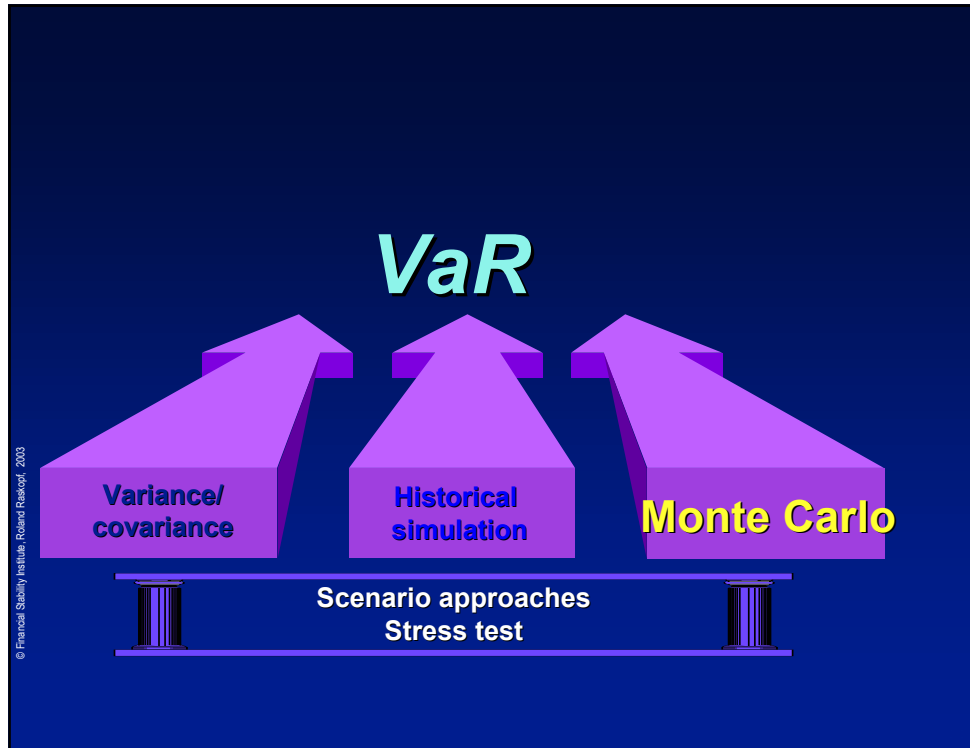 VaR
Variance/
covariance
Historical
simulation
Monte Carlo
Scenario approaches
Stress test
© Financial Stability Institute, Roland Raskopf, 2003